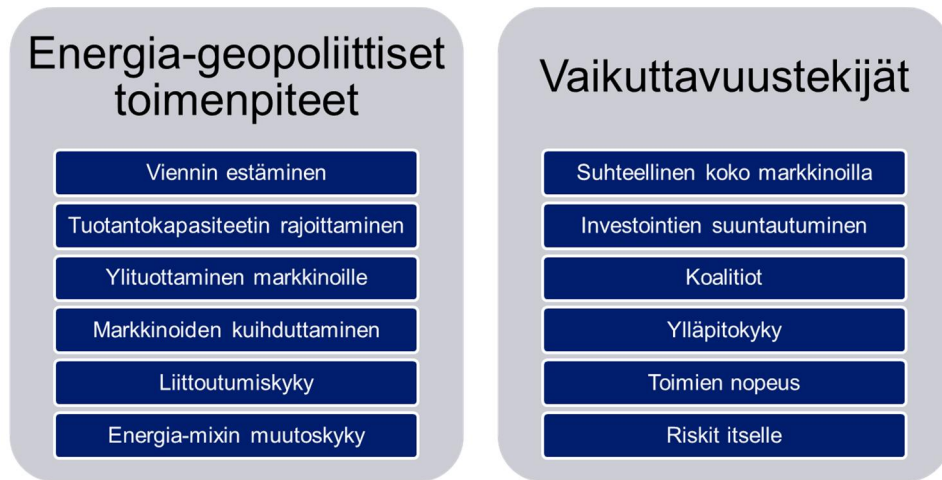 Energia-geopoliittiset
toimenpiteet
Viennin estäminen
Tuotantokapasiteetin rajoittaminen
Ylituottaminen markkinoille
Markkinoiden kuihduttaminen
Liittoutumiskyky
Energia-mixin muutoskyky
Vaikuttavuustekijät
Suhteellinen koko markkinoilla
Investointien suuntautuminen
Koalitiot
Ylläpitokyky
Toimien nopeus
Riskit itselle